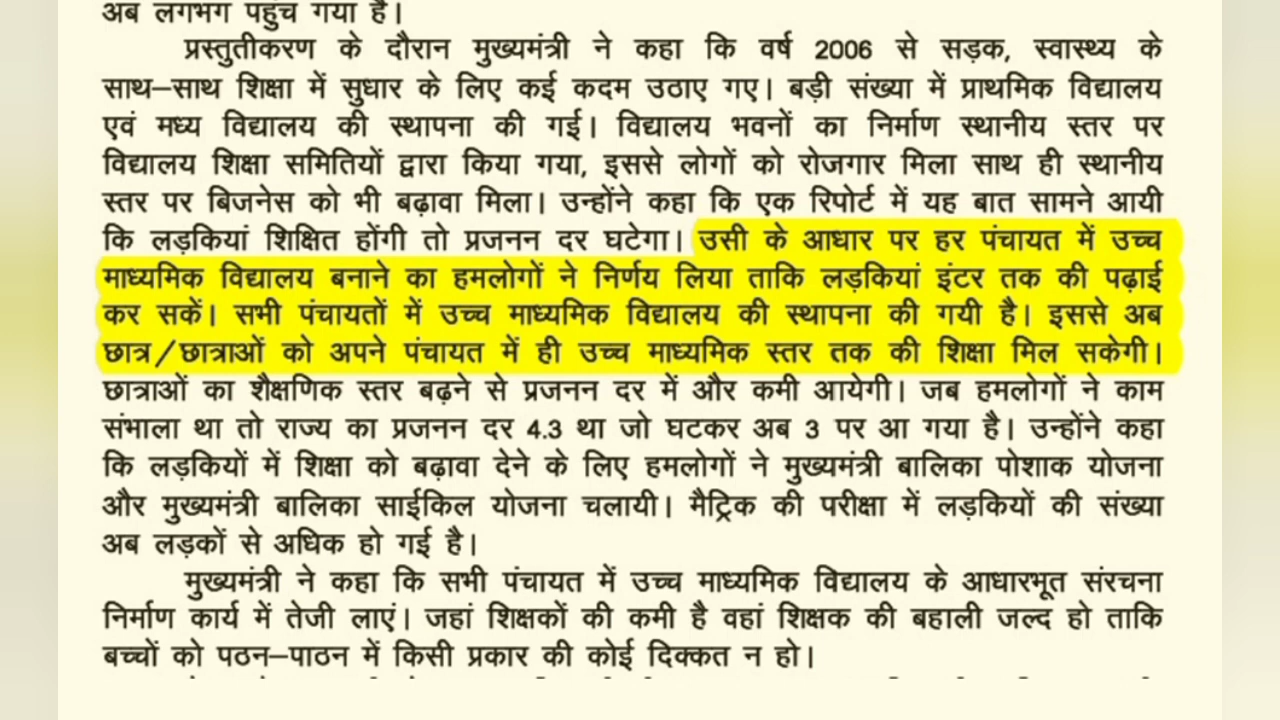 अब लगभग पहुंच गया है।
प्रस्तुतीकरण के दौरान मुख्यमंत्री ने कहा कि वर्ष 2006 से सड़क, स्वास्थ्य के
साथ–साथ शिक्षा में सुधार के लिए कई कदम उठाए गए। बड़ी संख्या में प्राथमिक विद्यालय
एवं मध्य विद्यालय की स्थापना की गई। विद्यालय भवनों का निर्माण स्थानीय स्तर पर
विद्यालय शिक्षा समितियों द्वारा किया गया, इससे लोगों को रोजगार मिला साथ ही स्थानीय
स्तर पर बिजनेस को भी बढ़ावा मिला। उन्होंने कहा कि एक रिपोर्ट में यह बात सामने आयी
कि लड़कियां शिक्षित होंगी तो प्रजनन दर घटेगा। उसी के आधार पर हर पंचायत में उच्च
माध्यमिक विद्यालय बनाने का हमलोगों ने निर्णय लिया ताकि लड़कियां इंटर तक की पढ़ाई
कर सकें। सभी पंचायतों में उच्च माध्यमिक विद्यालय की स्थापना की गयी है। इससे अब
छात्र/छात्राओं को अपने पंचायत में ही उच्च माध्यमिक स्तर तक की शिक्षा मिल सकेगी।
छात्राओं का शैक्षणिक स्तर बढ़ने से प्रजनन दर में और कमी आयेगी। जब हमलोगों ने काम
संभाला था तो राज्य का प्रजनन दर 4.3 था जो घटकर अब 3 पर आ गया है। उन्होंने कहा
कि लड़कियों में शिक्षा को बढ़ावा देने के लिए हमलोगों ने मुख्यमंत्री बालिका पोशाक योजना
और मुख्यमंत्री बालिका साईकिल योजना चलायी। मैट्रिक की परीक्षा में लड़कियों की संख्या
अब लड़कों से अधिक हो गई है।
मुख्यमंत्री ने कहा कि सभी पंचायत में उच्च माध्यमिक विद्यालय के आधारभूत संरचना
निर्माण कार्य में तेजी लाएं। जहां शिक्षकों की कमी है वहां शिक्षक की बहाली जल्द हो ताकि
बच्चों को पठन–पाठन में किसी प्रकार की कोई दिक्कत न हो।